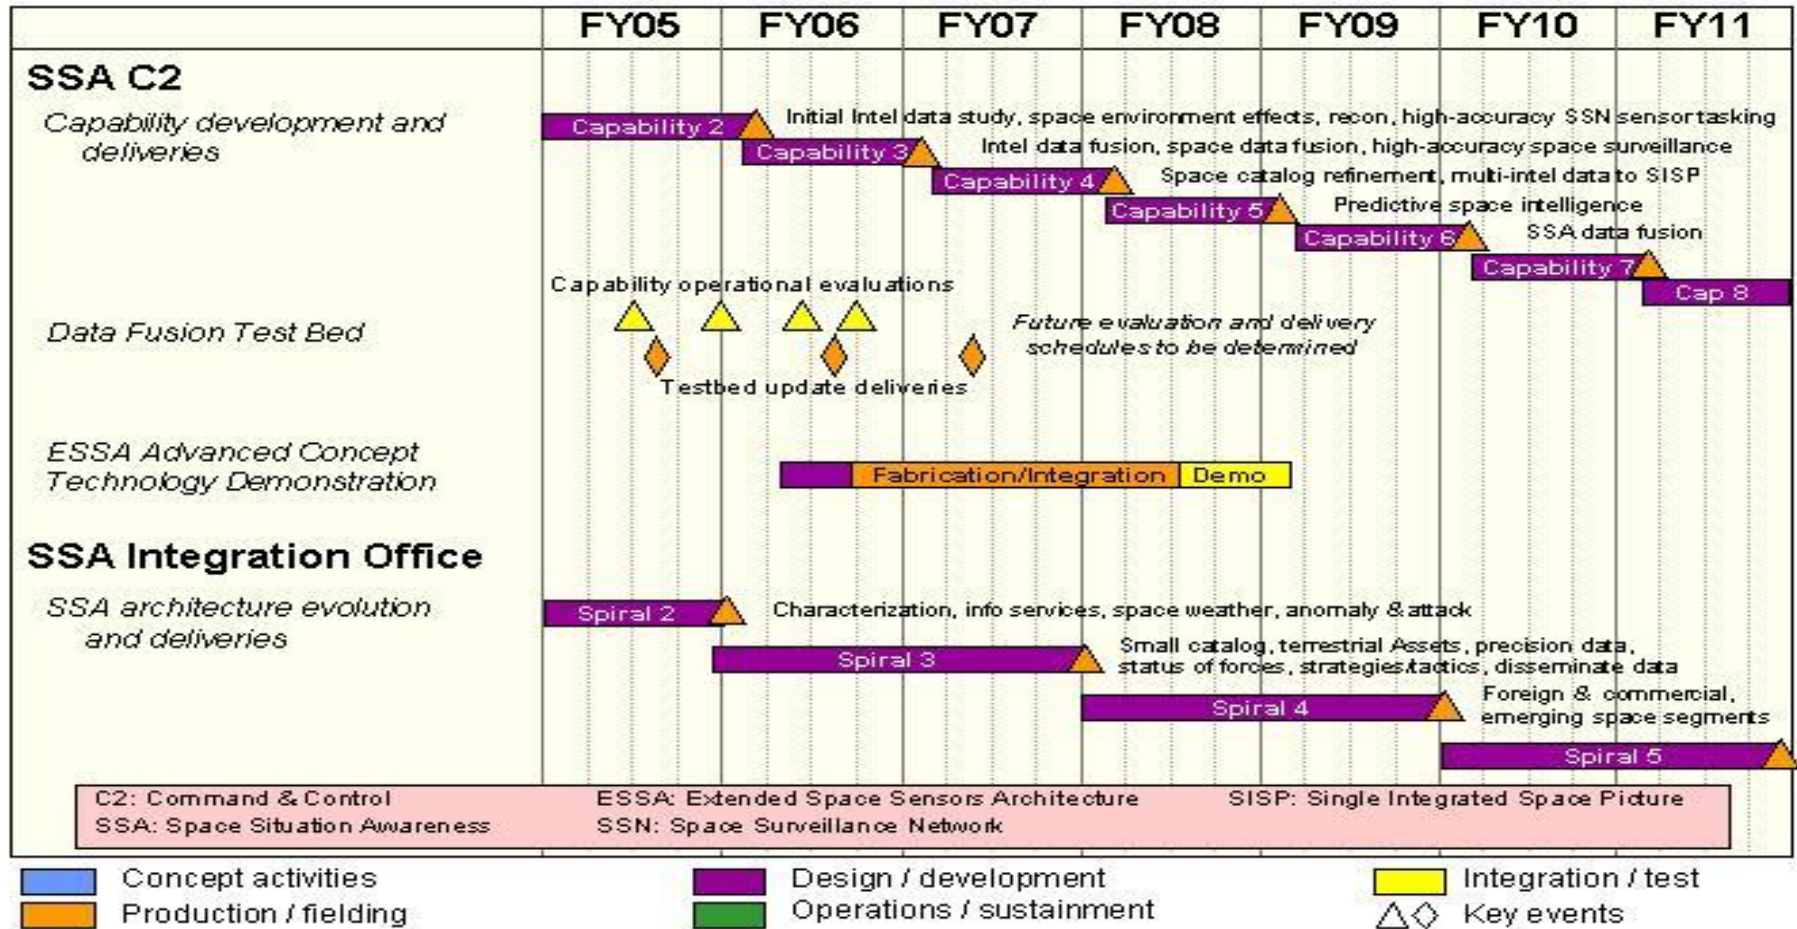 FY05 FY06 FY07 FY08 FY09 FY10 FY11
SSA C2
Capability development and
deliveries
Capability 2
Initial Intel data study, space environment effects, recon, high-accuracy SSN sensor tasking
Capability 3
Intel data fusion, space data fusion, high-accuracy space surveillance
Capability 4
Space catalog refinement, multi-intel data to SISP
Capability 5
Predictive space intelligence
Capability 6
SSA data fusion
Capability 7
Cap 8
Capability operational evaluations
Data Fusion Test Bed
Future evaluation and delivery
schedules to be determined
Testbed update deliveries
ESSA Advanced Concept
Technology Demonstration
Fabrication/Integration
Demo
SSA Integration Office
SSA architecture evolution
and deliveries
Spiral 2
Characterization, info services, space weather, anomaly & attack
Spiral 3
Small catalog, terrestrial Assets, precision data,
status of forces, strategies/tactics, disseminate data
Spiral 4
Foreign & commercial,
emerging space segments
Spiral 5
C2: Command & Control
ESSA: Extended Space Sensors Architecture
SISP: Single Integrated Space Picture
SSA: Space Situation Awareness
SSN: Space Surveillance Network
Concept activities
Design / development
Integration / test
Production / fielding
Operations / sustainment
Key events